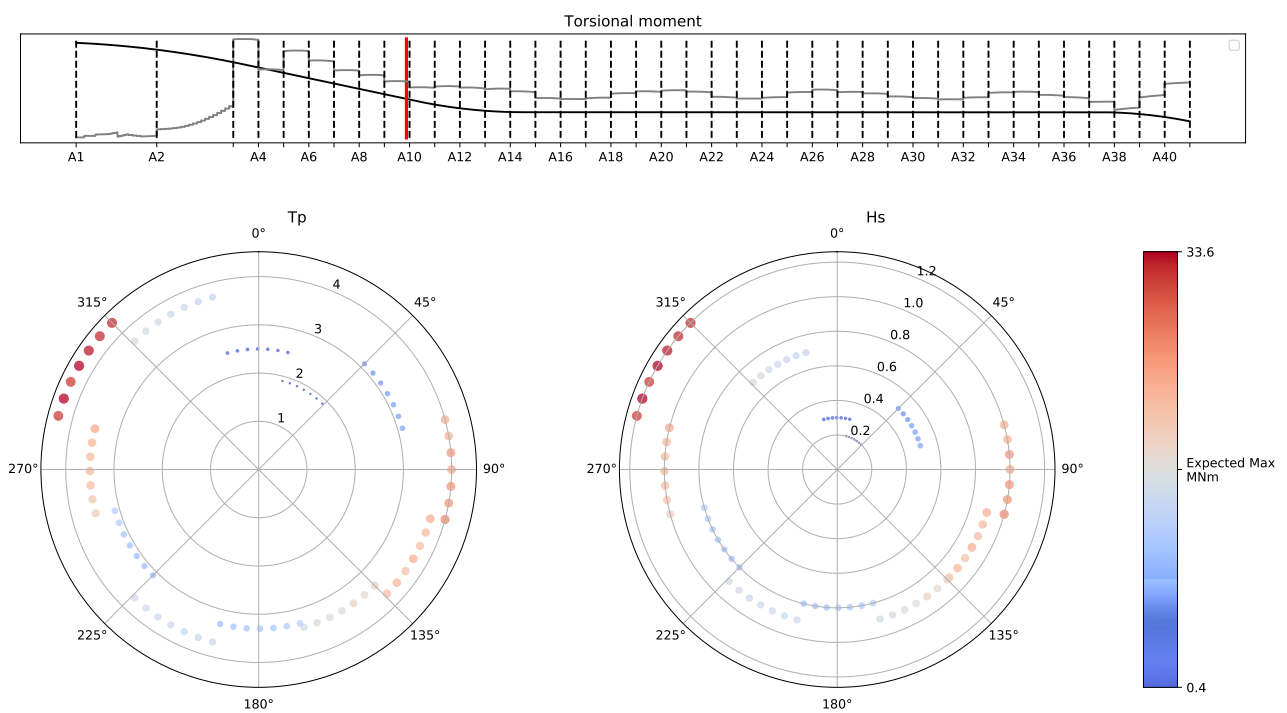 Torsional moment
A1 A2 A4 A6 A8 A10 A12 A14 A16 A18 A20 A22 A24 A26 A28 A30 A32 A34 A36 A38 A40
Tp Hs
0° 0°
315° 45° 315° 45°
270° 90° 270° 90°
225° 135° 225° 135°
180° 180°
4
3
2
1
1.2
1.0
0.8
0.6
0.4
0.2
33.6
Expected Max
MNm
0.4